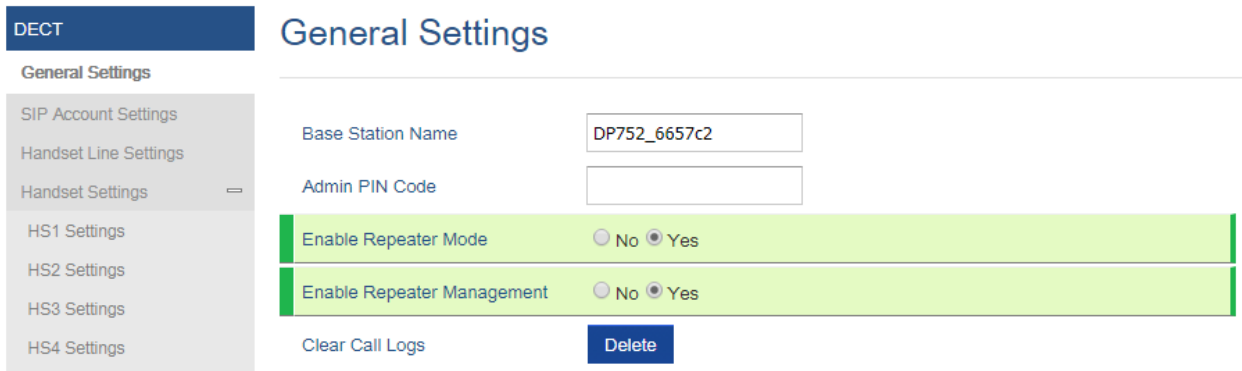 DECT
General Settings
SIP Account Settings
Handset Line Settings
Handset Settings
HS1 Settings
HS2 Settings
HS3 Settings
HS4 Settings
General Settings
Base Station Name DP752_6657c2
Admin PIN Code
Enable Repeater Mode No Yes
Enable Repeater Management No Yes
Clear Call Logs Delete